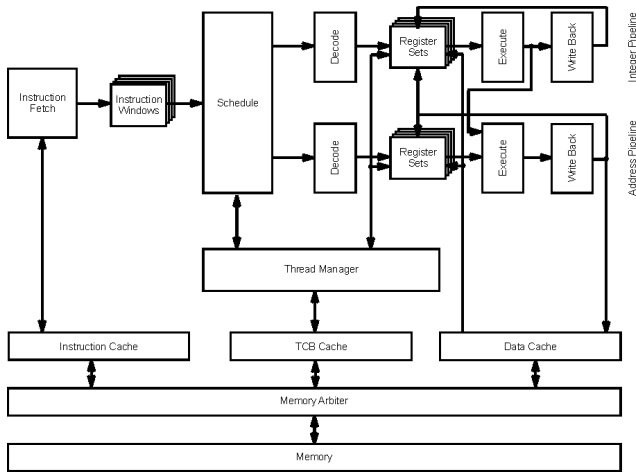 Decode
Register
Sets
Execute
Write Back
Integer Pipeline
Instruction
Fetch
Instruction
Windows
Schedule
Decode
Register
Sets
Execute
Write Back
Address Pipeline
Thread Manager
Instruction Cache
TCB Cache
Data Cache
Memory Arbiter
Memory